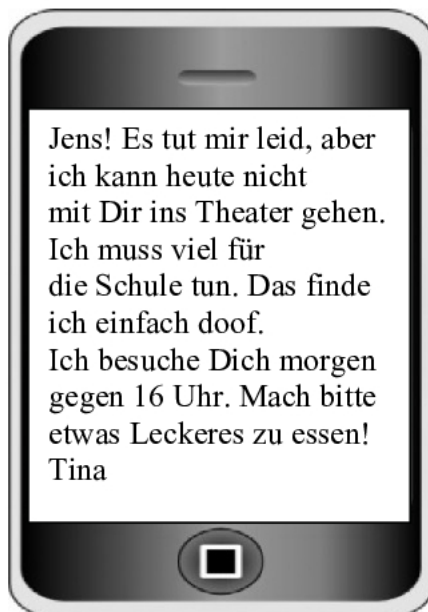 Jens! Es tut mir leid, aber
ich kann heute nicht
mit Dir ins Theater gehen.
Ich muss viel für
die Schule tun. Das finde
ich einfach doof.
Ich besuche Dich morgen
gegen 16 Uhr. Mach bitte
etwas Leckeres zu essen!
Tina